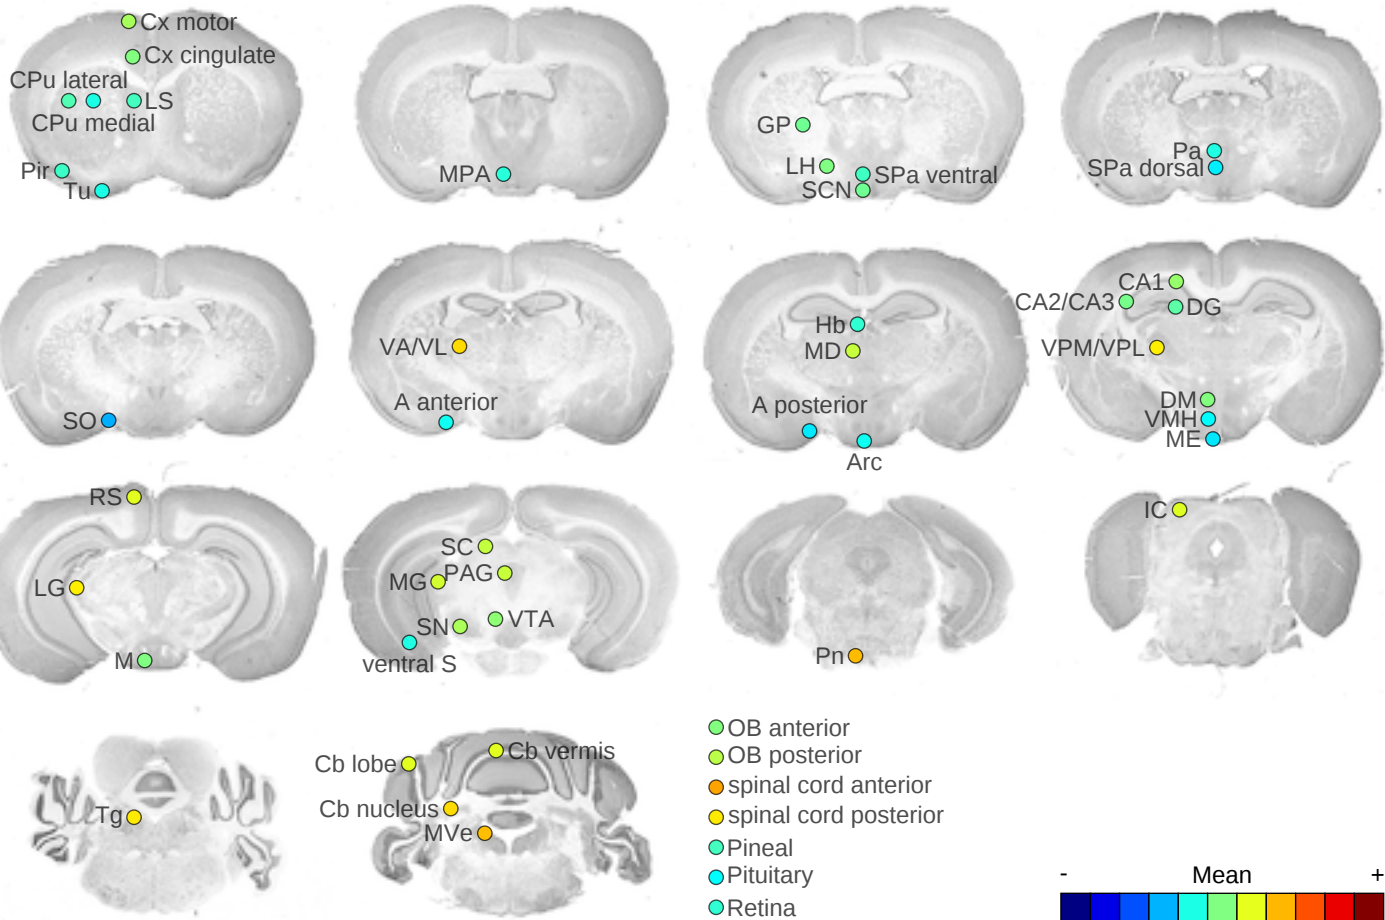 Cx motor
Cx cingulate
CPu lateral
LS
CPu medial
Pir
Tu
MPA
GP
LH
SPa ventral
SCN
Pa
SPa dorsal
SO
VA/VL
A anterior
Hb
MD
A posterior
Arc
CA1
CA2/CA3
DG
VPM/VPL
DM
VMH
ME
RS
LG
M
SC
MG
PAG
SN
VTA
ventral S
Pn
IC
Tg
Cb lobe
Cb vermis
Cb nucleus
MVe
OB anterior
OB posterior
spinal cord anterior
spinal cord posterior
Pineal
Pituitary
Retina
- Mean +